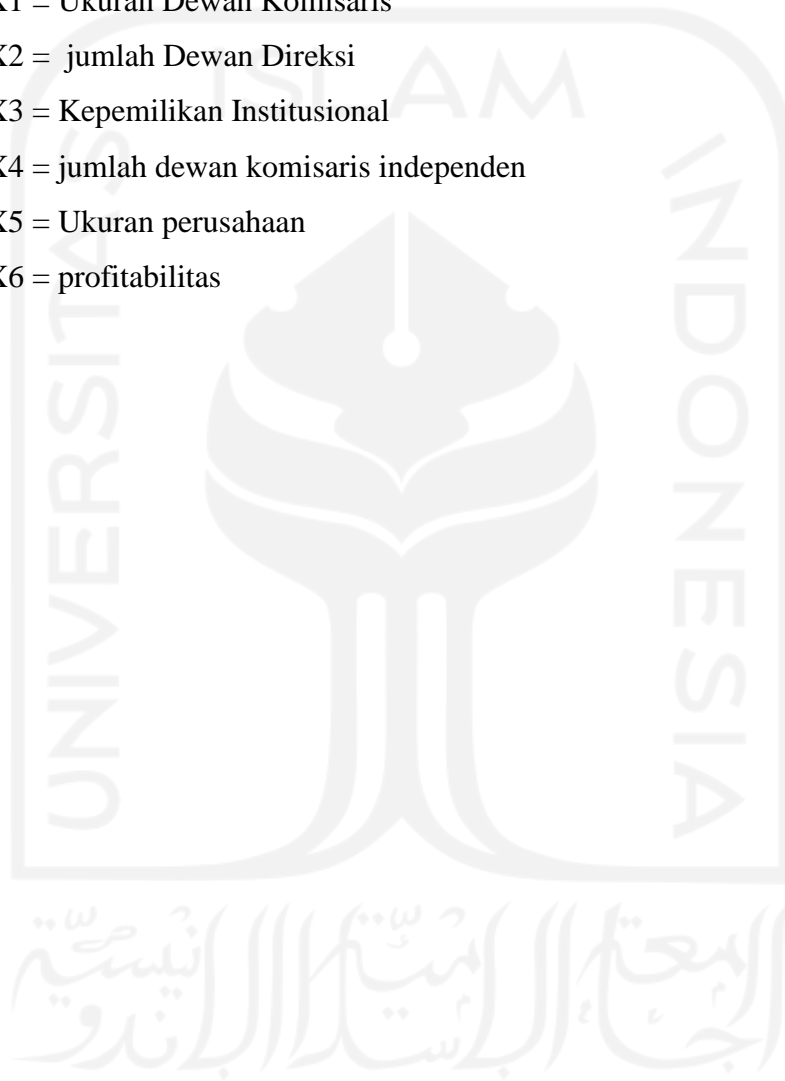 X1 = Ukuran Dewan Komisaris
X2 = jumlah Dewan Direksi
X3 = Kepemilikan Institusional
X4 = jumlah dewan komisaris independen
X5 = Ukuran perusahaan
X6 = profitabilitas
UNIVERSITAS
ISLAM
INDONESIA